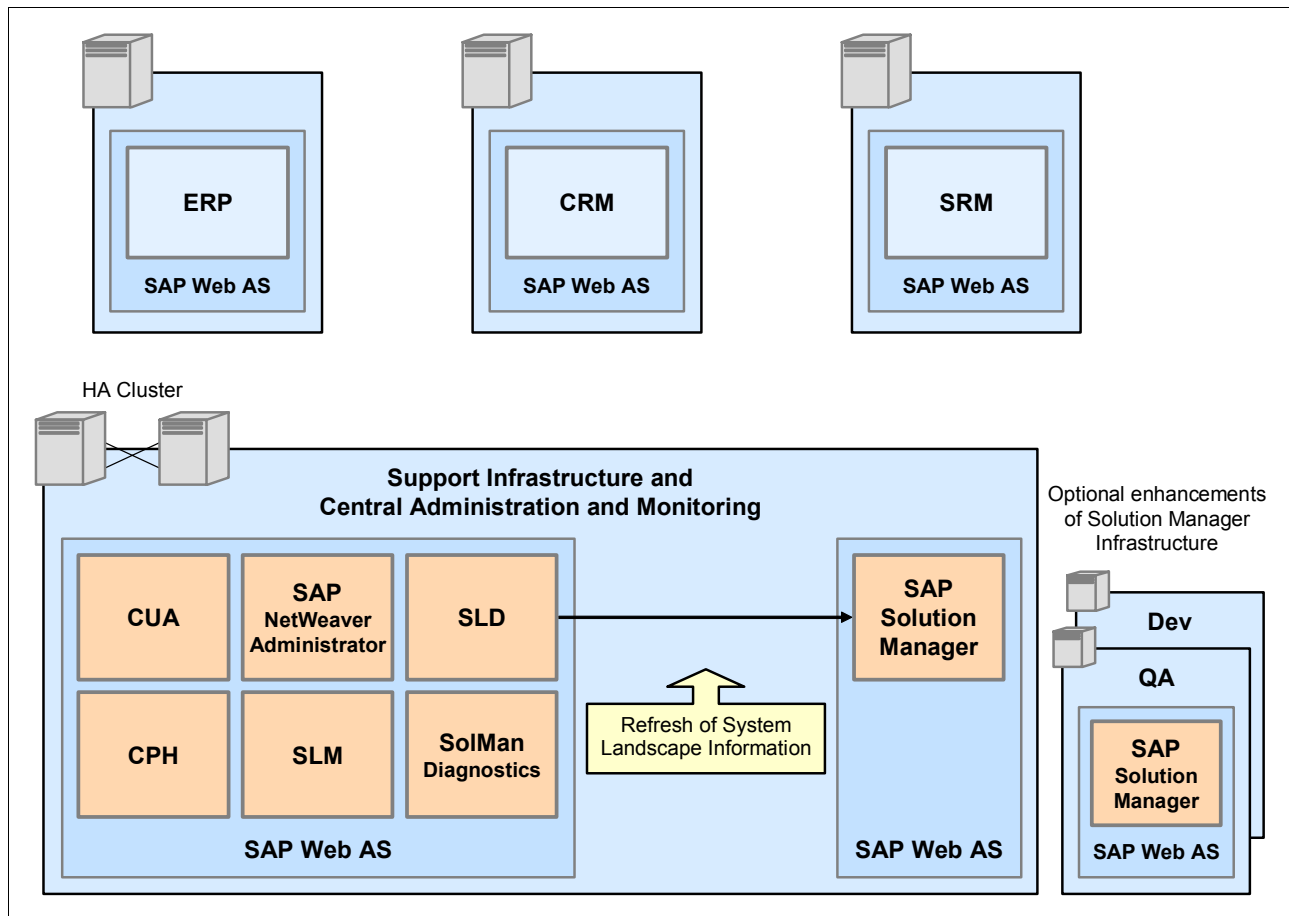 ERP
SAP Web AS
CRM
SAP Web AS
SRM
SAP Web AS
HA Cluster
Support Infrastructure and
Central Administration and Monitoring
CUA
SAP
NetWeaver
Administrator
SLD
CPH
SLM
SolMan
Diagnostics
SAP Web AS
Refresh of System
Landscape Information
SAP
Solution
Manager
SAP Web AS
Optional enhancements
of Solution Manager
Infrastructure
Dev
QA
SAP
Solution
Manager
SAP Web AS